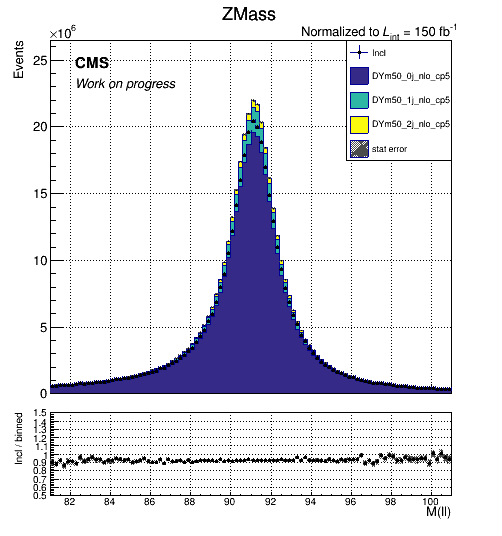 ZMass
×10⁶
Normalized to L_int = 150 fb⁻¹
Events
CMS
Work on progress
Incl
DYm50_0j_nlo_cp5
DYm50_1j_nlo_cp5
DYm50_2j_nlo_cp5
stat error
25
20
15
10
5
0
Incl / binned
1.5
1.4
1.3
1.2
1.1
1
0.9
0.8
0.7
0.6
0.5
82 84 86 88 90 92 94 96 98 100
M(ll)